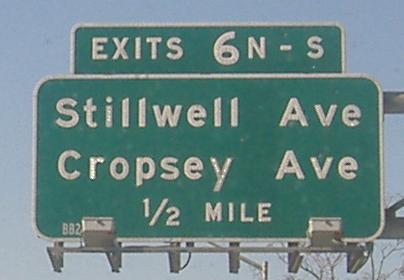 EXITS 6N - S
Stillwell Ave
Cropsey Ave
1/2 MILE
BB2